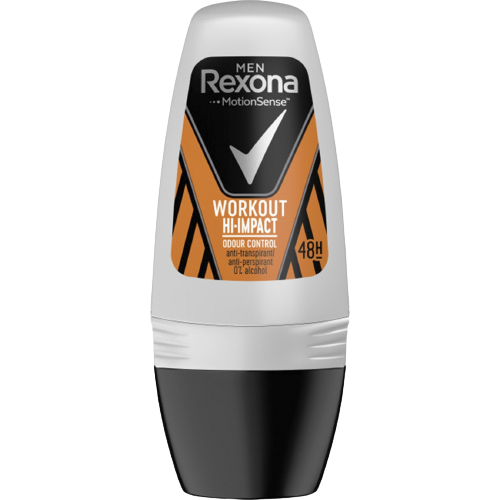 MEN
Rexona
MotionSense™
WORKOUT
HI-IMPACT
ODOUR CONTROL
anti-transpirant/
anti-perspirant
0% alcohol
48H